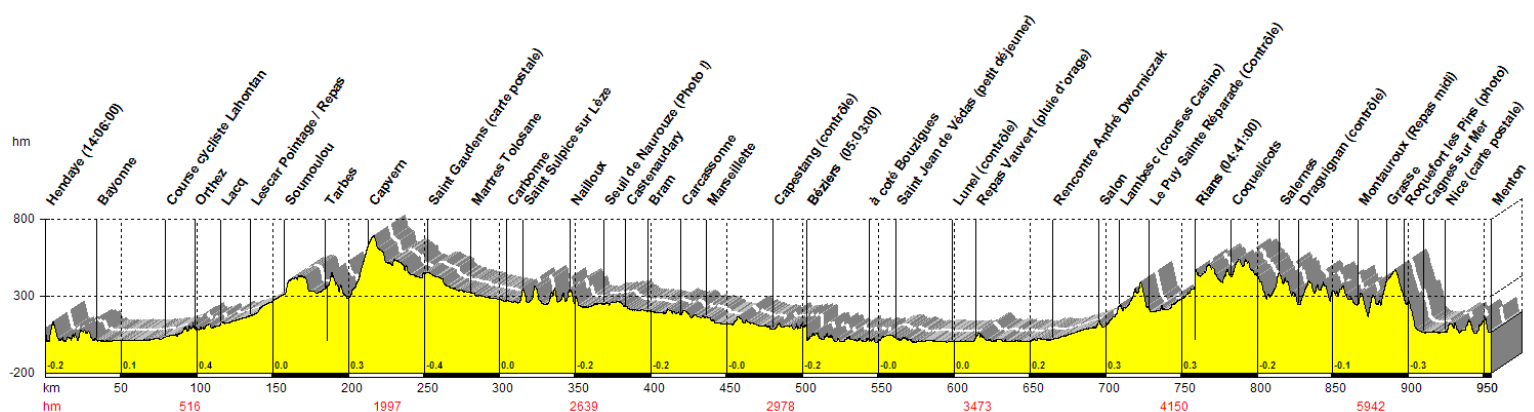 Hendaye (14:06:00)
Bayonne
Course cycliste Lahontan
Orthez
Lacq
Lescar Pointage / Repas
Soumoulou
Tarbes
Capvern
Saint Gaudens (carte postale)
Martres Tolosane
Carbonne
Saint Sulpice sur Lèze
Nailloux
Seuil de Naurouze (Photo !)
Castenaudary
Bram
Carcassonne
Marseillette
Capestang (contrôle)
Béziers (05:03:00)
à coté Bouzigues
Saint Jean de Védas (petit déjeuner)
Lunel (contrôle)
Repas Vauvert (pluie d'orage)
Rencontre André Dworniczak
Salon
Lambesc (courses Casino)
Le Puy Sainte Réparade (Contrôle)
Rians (04:41:00)
Coquelicots
Salernes
Draguignan (contrôle)
Montauroux (Repas midi)
Grasse
Roquefort les Pins (photo)
Cagnes sur Mer
Nice (carte postale)
Menton
hm
800
300
-200
-0.2 0.1 0.4 0.0 0.3 -0.4 0.0 -0.2 -0.2 -0.0 -0.2 -0.0 0.0 0.2 0.3 0.3 -0.2 -0.1 -0.3
km 50 100 150 200 250 300 350 400 450 500 550 600 650 700 750 800 850 900 950
hm 516 1997 2639 2978 3473 4150 5942